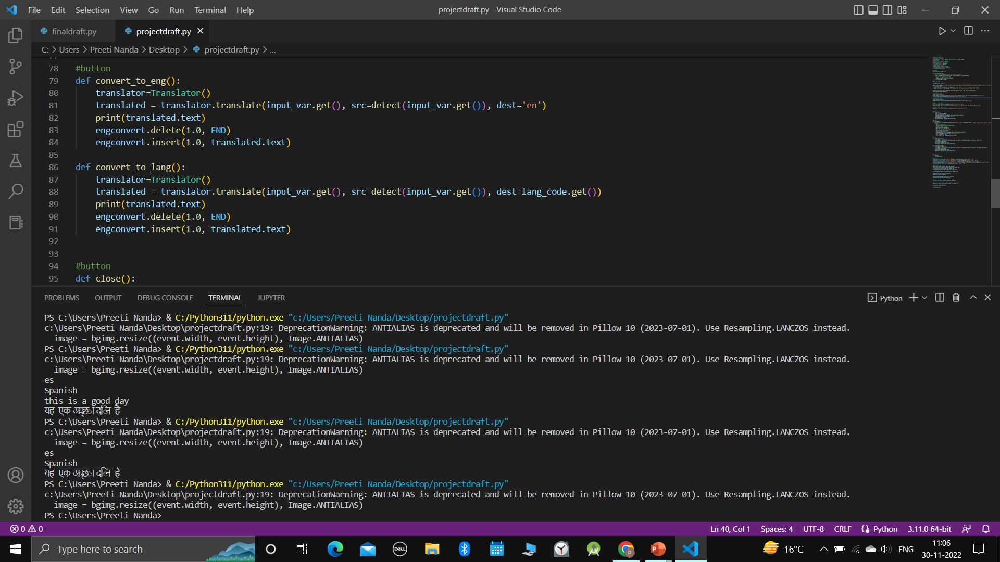 File Edit Selection View Go Run Terminal Help
projectdraft.py - Visual Studio Code
finaldraft.py
projectdraft.py
C: > Users > Preeti Nanda > Desktop > projectdraft.py > ...
78 #button
79 def convert_to_eng():
80 translator=Translator()
81 translated = translator.translate(input_var.get(), src=detect(input_var.get()), dest='en')
82 print(translated.text)
83 engconvert.delete(1.0, END)
84 engconvert.insert(1.0, translated.text)
85
86 def convert_to_lang():
87 translator=Translator()
88 translated = translator.translate(input_var.get(), src=detect(input_var.get()), dest=lang_code.get())
89 print(translated.text)
90 engconvert.delete(1.0, END)
91 engconvert.insert(1.0, translated.text)
92
93
94 #button
95 def close():
PROBLEMS OUTPUT DEBUG CONSOLE TERMINAL JUPYTER
Python
PS C:\Users\Preeti Nanda> & C:/Python311/python.exe "c:/Users/Preeti Nanda/Desktop/projectdraft.py"
c:\Users\Preeti Nanda\Desktop\projectdraft.py:19: DeprecationWarning: ANTIALIAS is deprecated and will be removed in Pillow 10 (2023-07-01). Use Resampling.LANCZOS instead.
image = bgimg.resize((event.width, event.height), Image.ANTIALIAS)
PS C:\Users\Preeti Nanda> & C:/Python311/python.exe "c:/Users/Preeti Nanda/Desktop/projectdraft.py"
c:\Users\Preeti Nanda\Desktop\projectdraft.py:19: DeprecationWarning: ANTIALIAS is deprecated and will be removed in Pillow 10 (2023-07-01). Use Resampling.LANCZOS instead.
image = bgimg.resize((event.width, event.height), Image.ANTIALIAS)
es
Spanish
this is a good day
यह एक अच्छा दिन है
PS C:\Users\Preeti Nanda> & C:/Python311/python.exe "c:/Users/Preeti Nanda/Desktop/projectdraft.py"
c:\Users\Preeti Nanda\Desktop\projectdraft.py:19: DeprecationWarning: ANTIALIAS is deprecated and will be removed in Pillow 10 (2023-07-01). Use Resampling.LANCZOS instead.
image = bgimg.resize((event.width, event.height), Image.ANTIALIAS)
es
Spanish
यह एक अच्छा दिन है
PS C:\Users\Preeti Nanda> & C:/Python311/python.exe "c:/Users/Preeti Nanda/Desktop/projectdraft.py"
c:\Users\Preeti Nanda\Desktop\projectdraft.py:19: DeprecationWarning: ANTIALIAS is deprecated and will be removed in Pillow 10 (2023-07-01). Use Resampling.LANCZOS instead.
image = bgimg.resize((event.width, event.height), Image.ANTIALIAS)
PS C:\Users\Preeti Nanda>
0 0
Ln 40, Col 1 Spaces: 4 UTF-8 CRLF Python 3.11.0 64-bit
Type here to search
DELL
16°C
ENG
11:06
30-11-2022